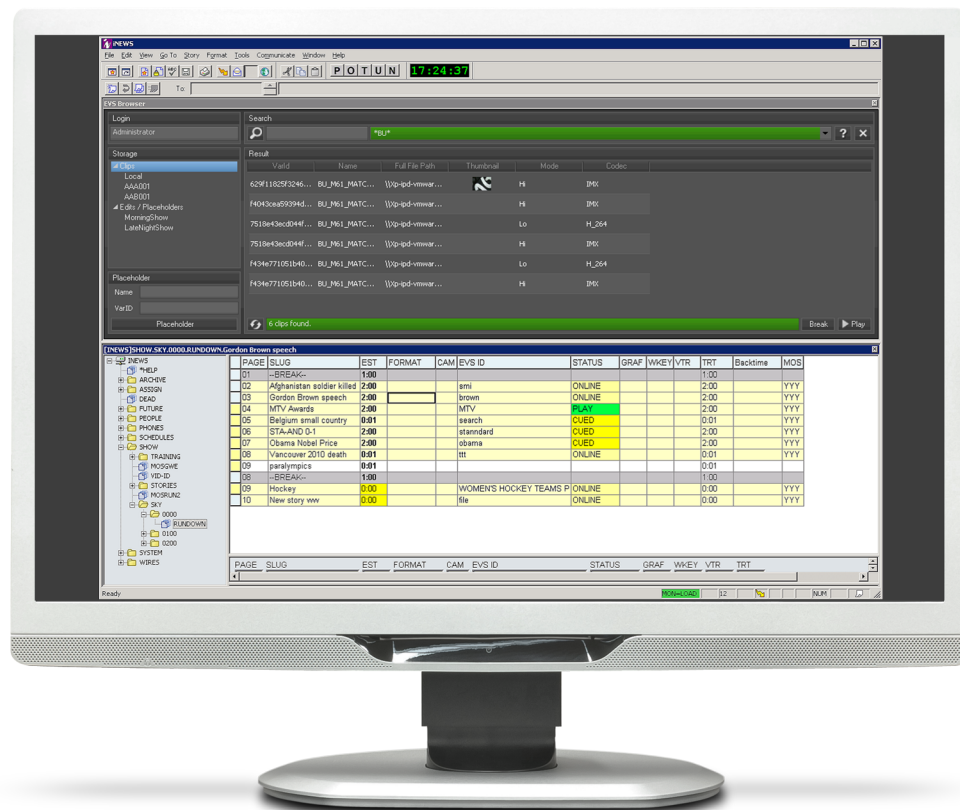 iNEWS
File Edit View Go To Story Format Tools Communicate Window Help
P O T U N 17:24:37
To:
EVS Browser
Login Search
Administrator *BU* ?
Storage Result
Clips VarId Name Full File Path Thumbnail Mode Codec
Local
AAA001
AAB001
Edits / Placeholders
MorningShow
LateNightShow
629f11825f3246... BU_M61_MATC... \\Xp-ipd-vmwar... Hi IMX
f4043cea59394d... BU_M61_MATC... \\Xp-ipd-vmwar... Hi IMX
7518e43ecd044f... BU_M61_MATC... \\Xp-ipd-vmwar... Lo H_264
7518e43ecd044f... BU_M61_MATC... \\Xp-ipd-vmwar... Hi IMX
f434e771051b40... BU_M61_MATC... \\Xp-ipd-vmwar... Lo H_264
f434e771051b40... BU_M61_MATC... \\Xp-ipd-vmwar... Hi IMX
Placeholder
Name
VarID
Placeholder 6 clips found. Break Play
[INEWS]SHOW.SKY.0000.RUNDOWN.Gordon Brown speech
INEWS
*HELP
ARCHIVE
ASSIGN
DEAD
FUTURE
PEOPLE
PHONES
SCHEDULES
SHOW
TRAINING
MOSGWE
VID-ID
STORIES
MOSRUN2
SKY
0000
RUNDOWN
0100
0200
SYSTEM
WIRES
PAGE SLUG EST FORMAT CAM EVS ID STATUS GRAF WKEY VTR TRT Backtime MOS
01 --BREAK-- 1:00 1:00
02 Afghanistan soldier killed 2:00 smi ONLINE 2:00 YYY
03 Gordon Brown speech 2:00 brown ONLINE 2:00 YYY
04 MTV Awards 2:00 MTV PLAY 2:00 YYY
05 Belgium small country 0:01 search CUED 0:01 YYY
06 STA-AND 0-1 2:00 stanndard CUED 2:00 YYY
07 Obama Nobel Price 2:00 obama CUED 2:00 YYY
08 Vancouver 2010 death 0:01 ttt ONLINE 0:01 YYY
09 paralympics 0:01 0:01
08 --BREAK-- 1:00 1:00
09 Hockey 0:00 WOMEN'S HOCKEY TEAMS P ONLINE 0:00 YYY
10 New story vvv 0:00 file ONLINE 0:00 YYY
PAGE SLUG EST FORMAT CAM EVS ID STATUS GRAF WKEY VTR TRT
Ready MON-LOAD 12 NUM